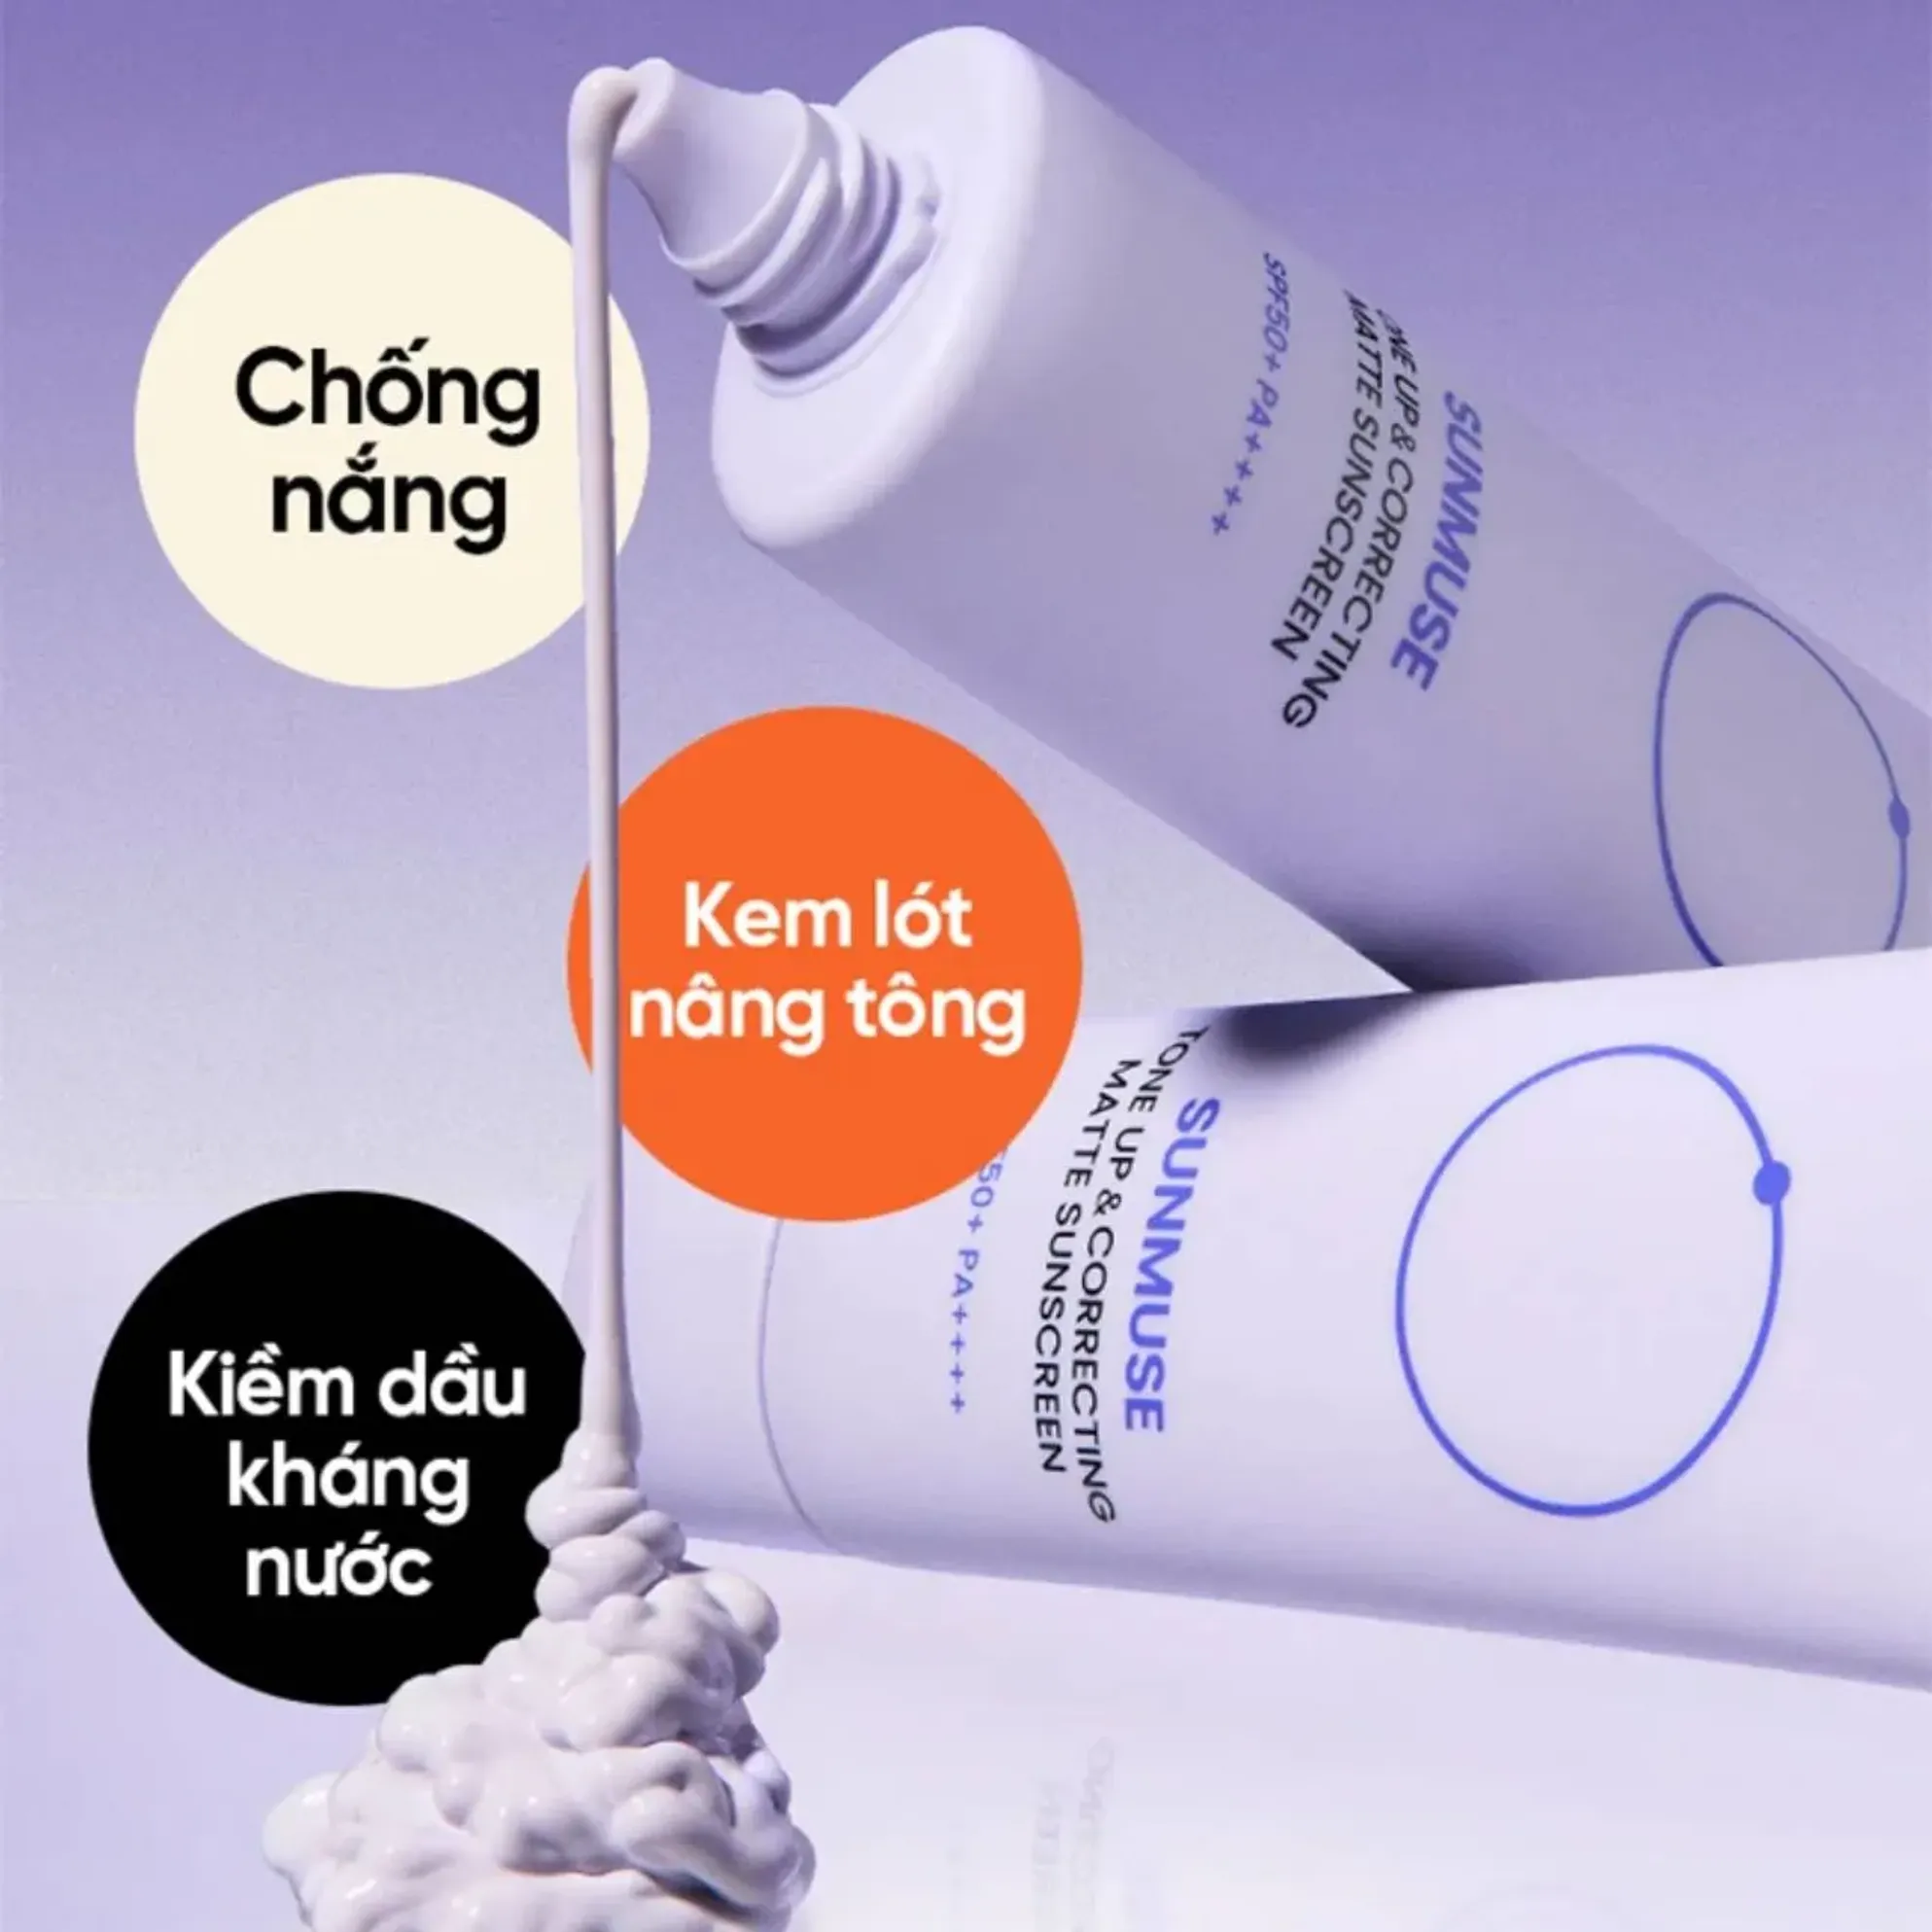 Chống
nắng
SPF50+ PA++++
SUNMUSE
UP & CORRECTING
MATTE SUNSCREEN
Kem lót
nâng tông
SUNMUSE
TONE UP & CORRECTING
MATTE SUNSCREEN
50+ PA++++
Kiềm dầu
kháng
nước